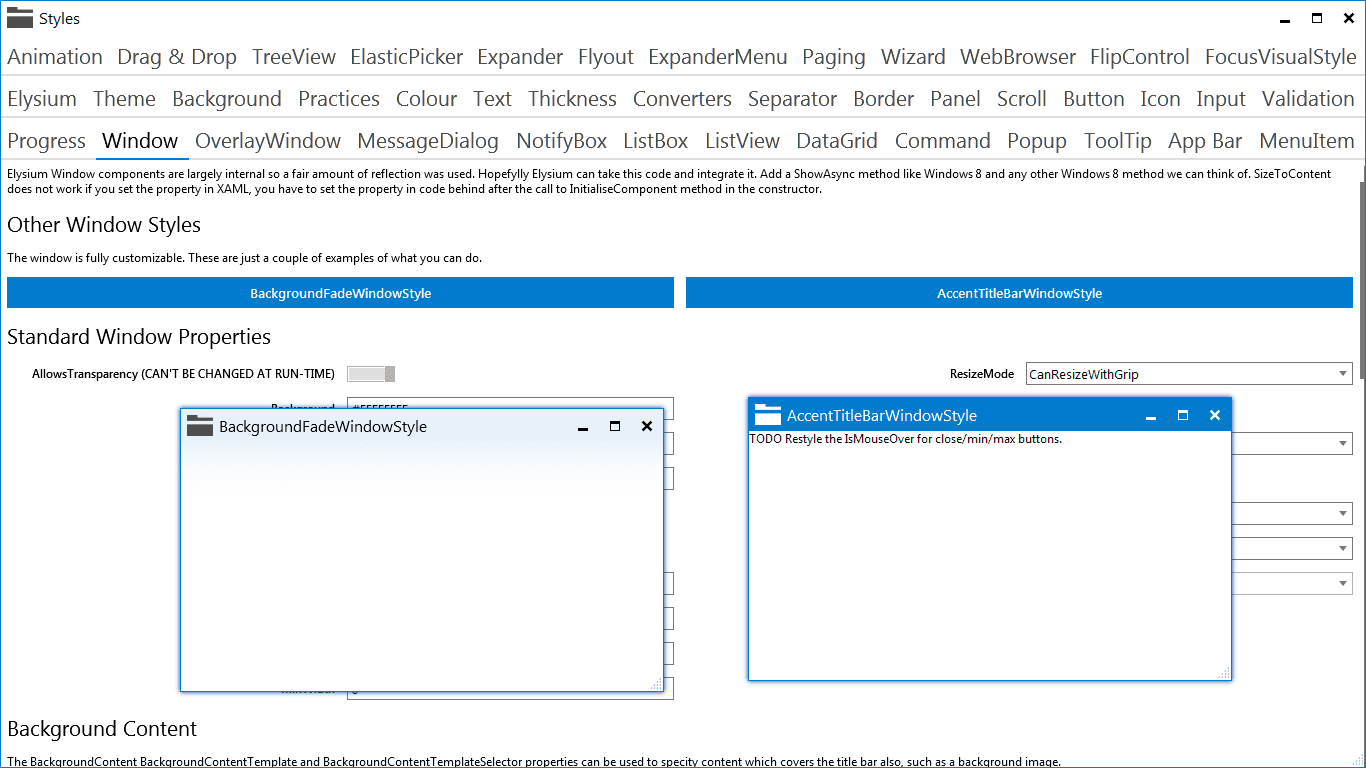 Styles
Animation Drag & Drop TreeView ElasticPicker Expander Flyout ExpanderMenu Paging Wizard WebBrowser FlipControl FocusVisualStyle
Elysium Theme Background Practices Colour Text Thickness Converters Separator Border Panel Scroll Button Icon Input Validation
Progress Window OverlayWindow MessageDialog NotifyBox ListBox ListView DataGrid Command Popup ToolTip App Bar MenuItem
Elysium Window components are largely internal so a fair amount of reflection was used. Hopefylly Elysium can take this code and integrate it. Add a ShowAsync method like Windows 8 and any other Windows 8 method we can think of. SizeToContent
does not work if you set the property in XAML, you have to set the property in code behind after the call to InitialiseComponent method in the constructor.
Other Window Styles
The window is fully customizable. These are just a couple of examples of what you can do.
BackgroundFadeWindowStyle AccentTitleBarWindowStyle
Standard Window Properties
AllowsTransparency (CAN'T BE CHANGED AT RUN-TIME) ResizeMode CanResizeWithGrip
BackgroundFadeWindowStyle
AccentTitleBarWindowStyle
TODO Restyle the IsMouseOver for close/min/max buttons.
Background Content
The BackgroundContent BackgroundContentTemplate and BackgroundContentTemplateSelector properties can be used to specity content which covers the title bar also, such as a background image.